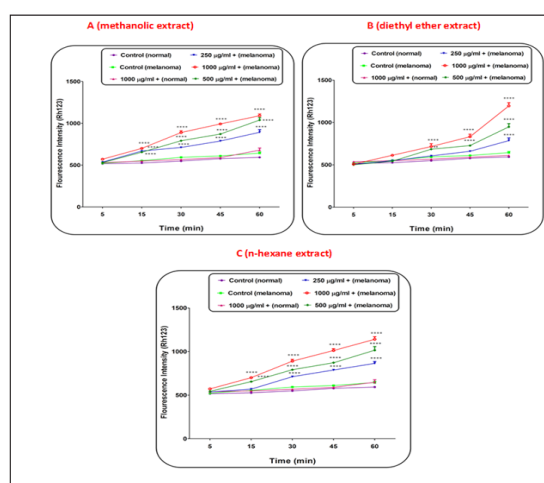 A (methanolic extract)
Control (normal)
250 µg/ml + (melanoma)
Control (melanoma)
1000 µg/ml + (melanoma)
1000 µg/ml + (normal)
500 µg/ml + (melanoma)
Flourescence Intensity (Rh123)
1500
1000
500
0
5 15 30 45 60
**** **** **** ****
**** **** **** ****
**** **** **** ****
Time (min)
B (diethyl ether extract)
Control (normal)
250 µg/ml + (melanoma)
Control (melanoma)
1000 µg/ml + (melanoma)
1000 µg/ml + (normal)
500 µg/ml + (melanoma)
Flourescence Intensity (Rh123)
1500
1000
500
0
5 15 30 45 60
**** **** ****
****
****
Time (min)
C (n-hexane extract)
Control (normal)
250 µg/ml + (melanoma)
Control (melanoma)
1000 µg/ml + (melanoma)
1000 µg/ml + (normal)
500 µg/ml + (melanoma)
Flourescence Intensity (Rh123)
1500
1000
500
0
5 15 30 45 60
**** **** **** ****
**** **** **** ****
**** **** ****
Time (min)